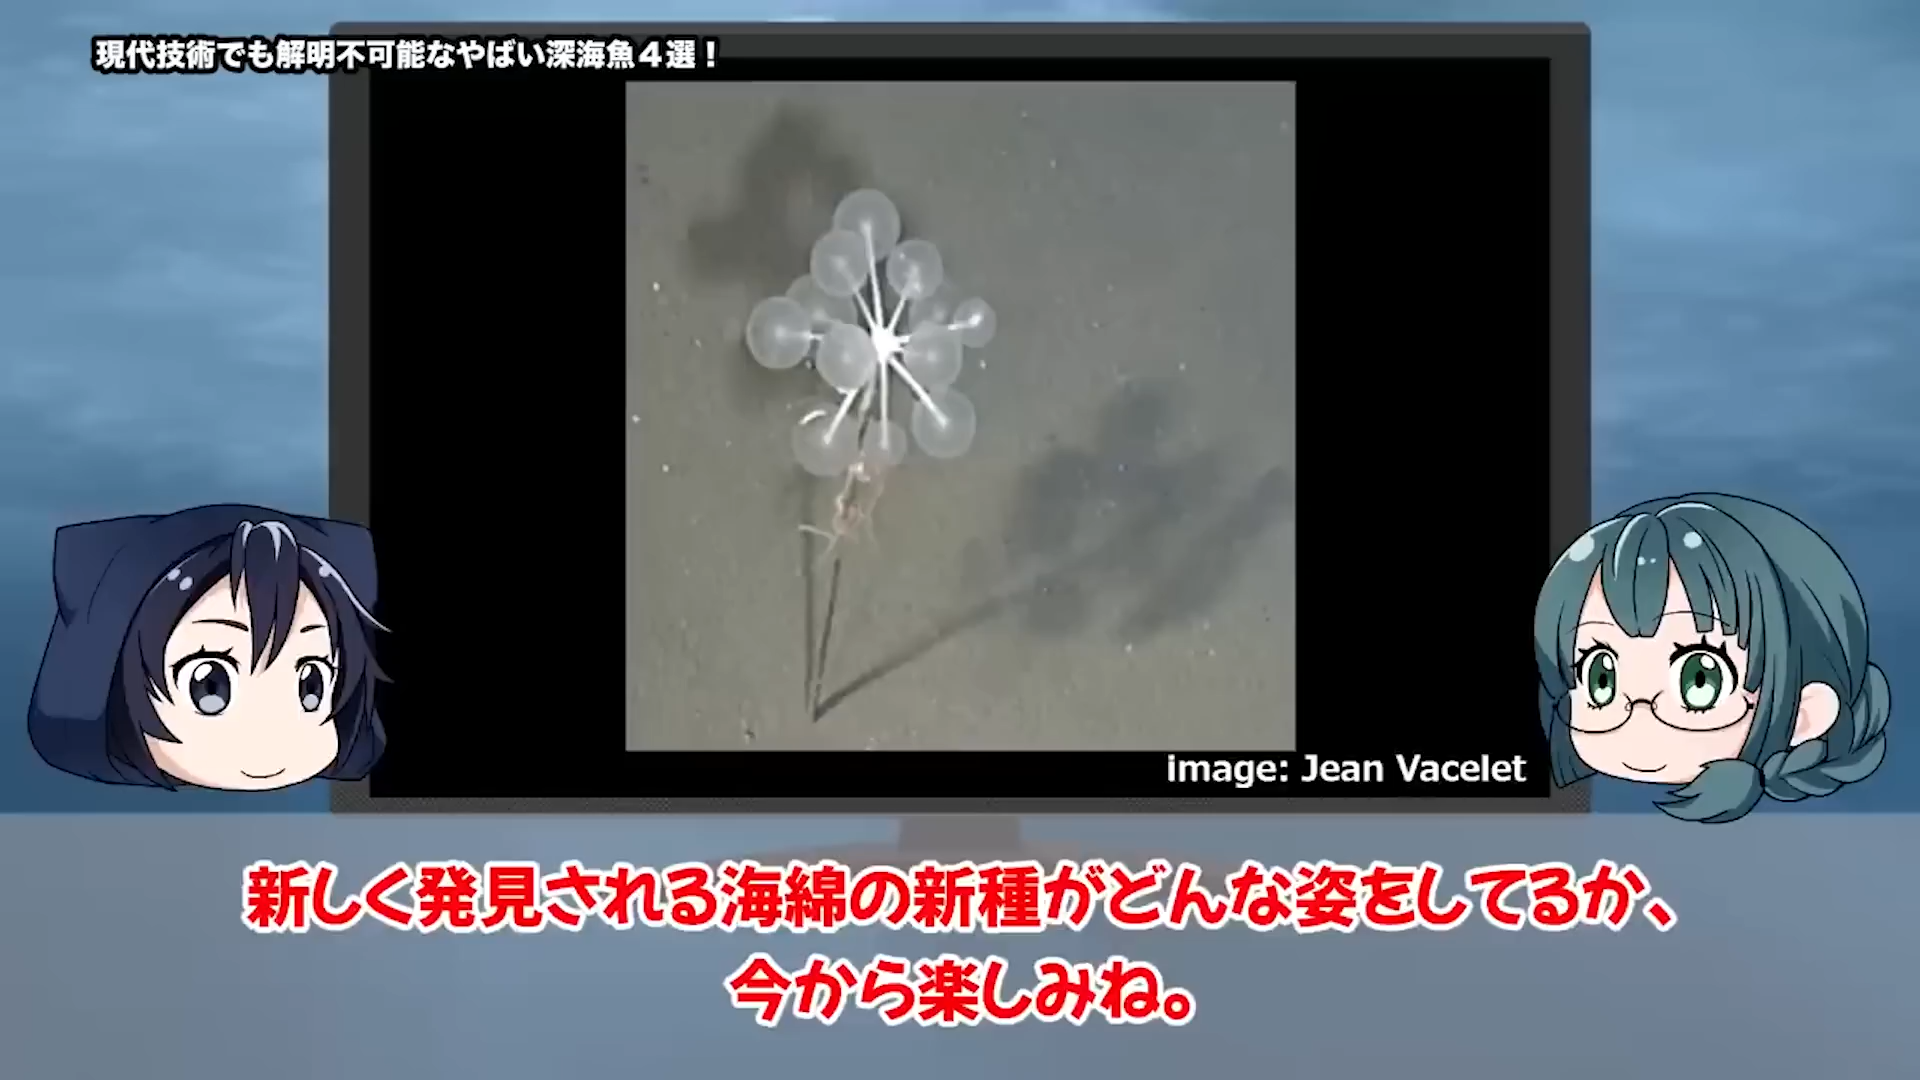 現代技術でも解明不可能なやばい深海魚４選！
image: Jean Vacelet
新しく発見される海綿の新種がどんな姿をしてるか、
今から楽しみね。